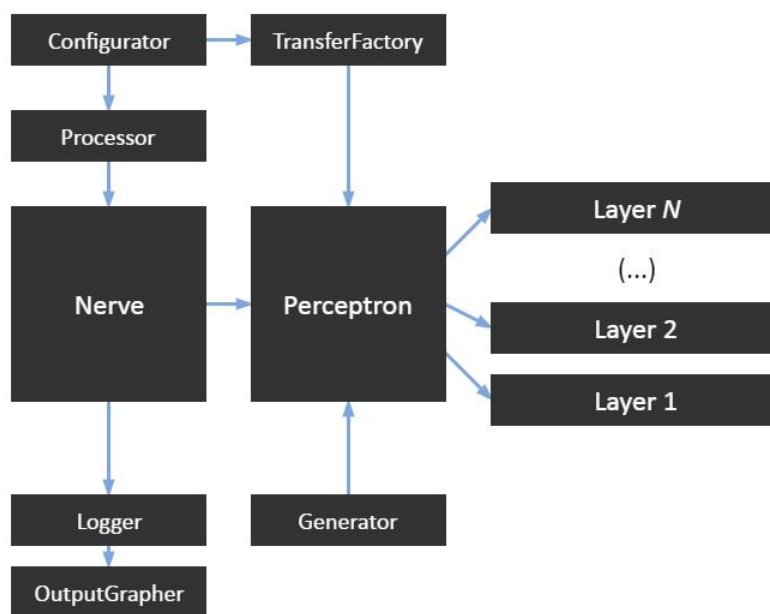 Configurator
TransferFactory
Processor
Nerve
Perceptron
Layer N
(...)
Layer 2
Layer 1
Logger
Generator
OutputGrapher